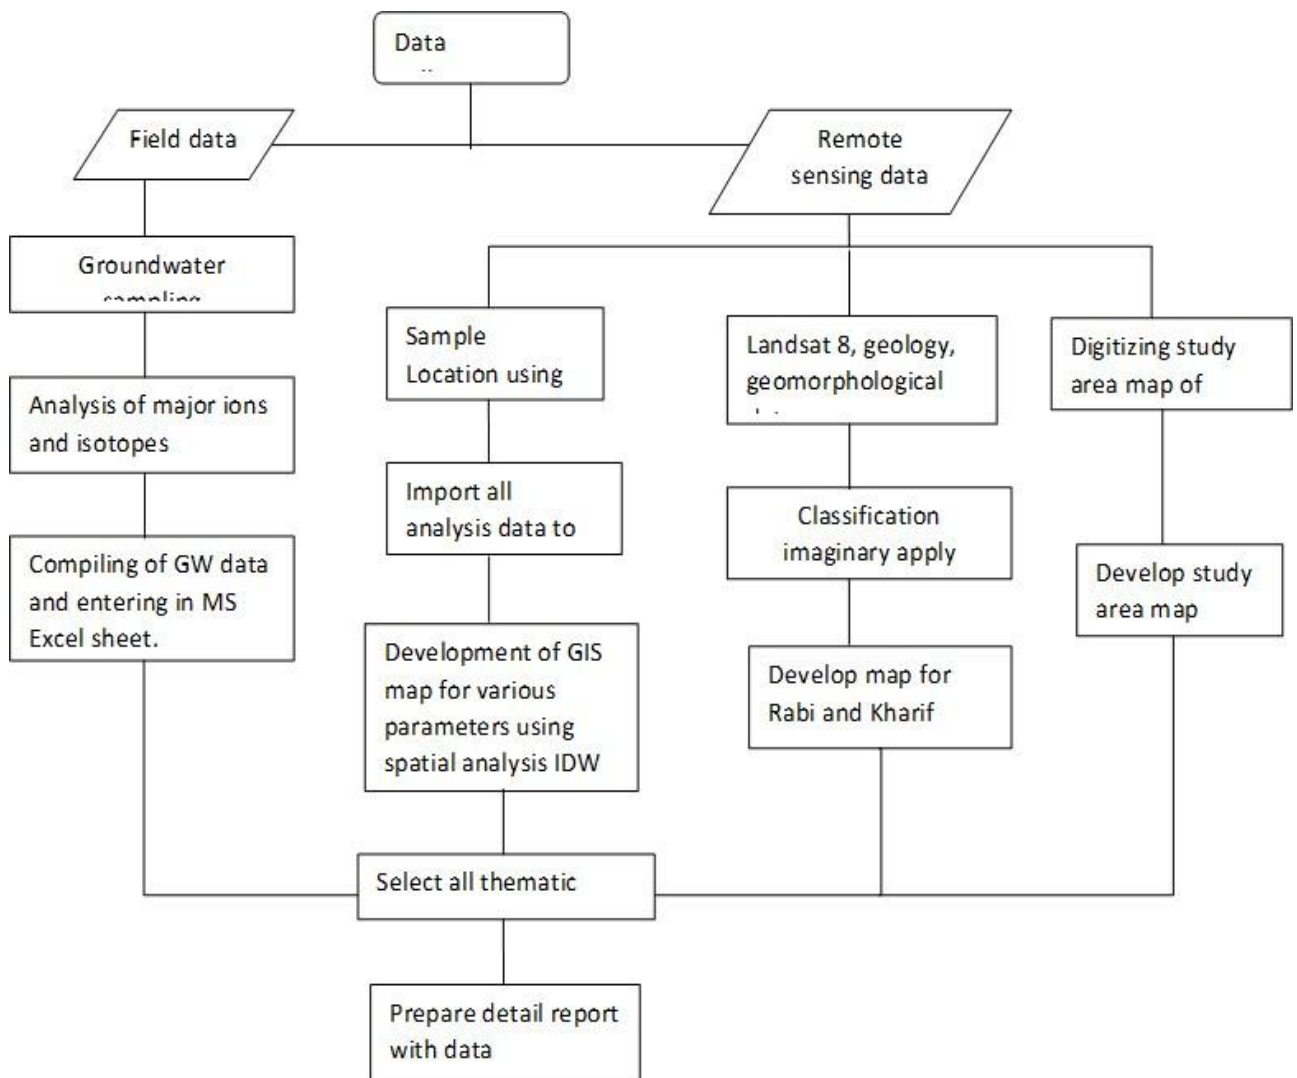 Data
Field data
Remote
sensing data
Groundwater
sampling
Analysis of major ions
and isotopes
Compiling of GW data
and entering in MS
Excel sheet.
Sample
Location using
Import all
analysis data to
Development of GIS
map for various
parameters using
spatial analysis IDW
Landsat 8, geology,
geomorphological
Classification
imaginary apply
Develop map for
Rabi and Kharif
Digitizing study
area map of
Develop study
area map
Select all thematic
Prepare detail report
with data